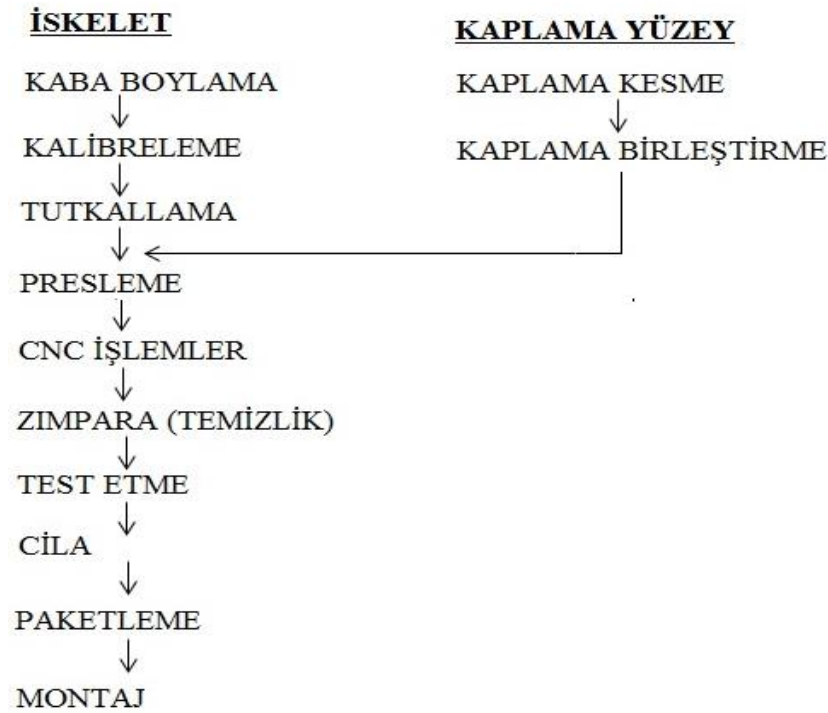 İSKELET
KABA BOYLAMA
KALİBRELEME
TUTKALLAMA
PRESLEME
CNC İŞLEMLER
ZIMPARA (TEMİZLİK)
TEST ETME
CİLA
PAKETLEME
MONTAJ
KAPLAMA YÜZEY
KAPLAMA KESME
KAPLAMA BİRLEŞTİRME